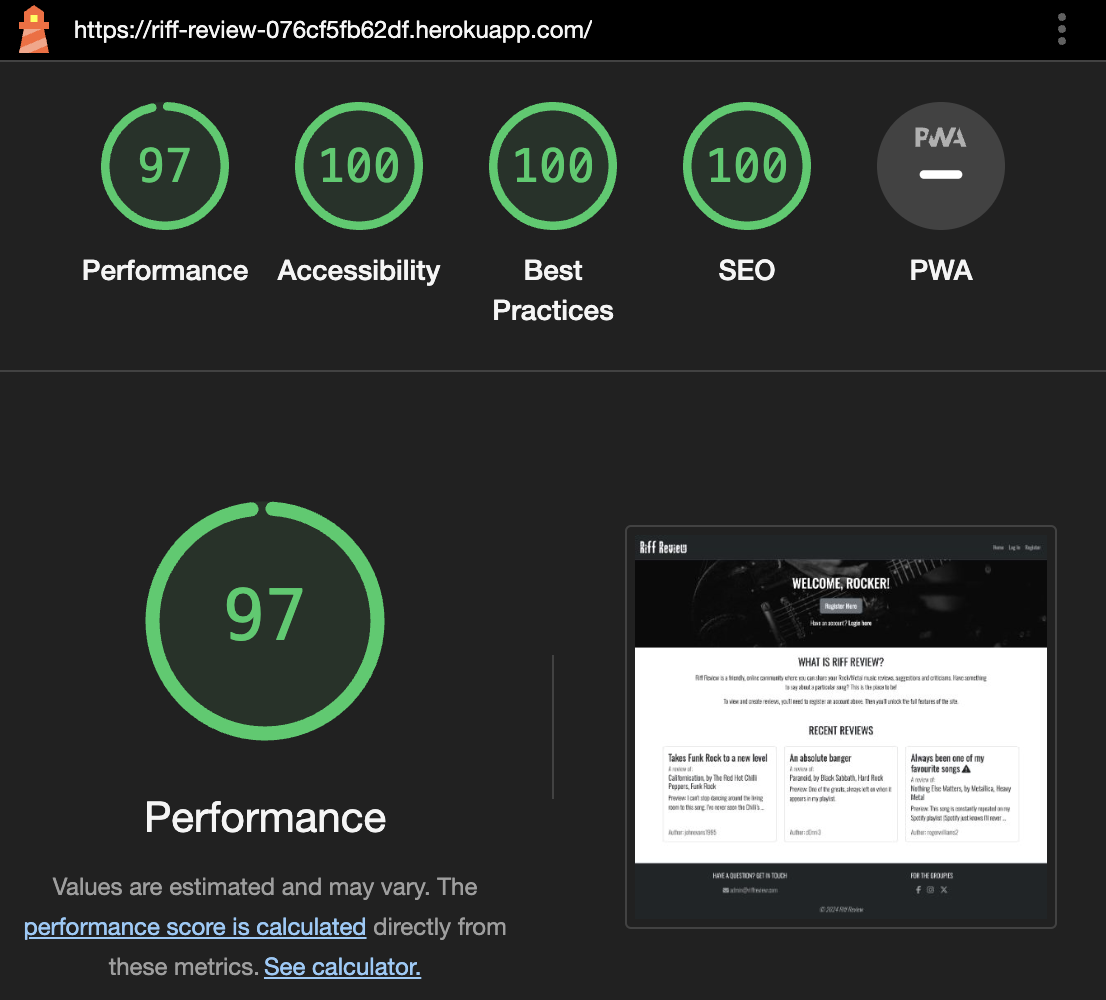 https://riff-review-076cf5fb62df.herokuapp.com/
97
100
100
100
PWA
Performance
Accessibility
Best
Practices
SEO
PWA
97
Performance
Values are estimated and may vary. The
performance score is calculated directly from
these metrics. See calculator.
Riff Review
Home Log In Register
WELCOME, ROCKER!
Register Here
Have an account? Login here
WHAT IS RIFF REVIEW?
Riff Review is a friendly, online community where you can share your Rock/Metal music reviews, suggestions and criticisms. Have something
to say about a particular song? This is the place to be!
To view and create reviews, you'll need to register an account above. Then you'll unlock the full features of the site.
RECENT REVIEWS
Takes Funk Rock to a new level
A review of:
Californication, by The Red Hot Chilli
Peppers, Funk Rock
Preview: I can't stop dancing around the living
room to this song. I've never seen the Chilli's ...
Author: johnevans1995
An absolute banger
A review of:
Paranoid, by Black Sabbath, Hard Rock
Preview: One of the greats, always left on when it
appears in my playlist.
Author: d0nni3
Always been one of my
favourite songs
A review of:
Nothing Else Matters, by Metallica, Heavy
Metal
Preview: This song is constantly repeated on my
Spotify playlist (Spotify just knows I'll never ...
Author: rogerwilliams2
HAVE A QUESTION? GET IN TOUCH
admin@riffreview.com
FOR THE GROUPIES
© 2024 Riff Review